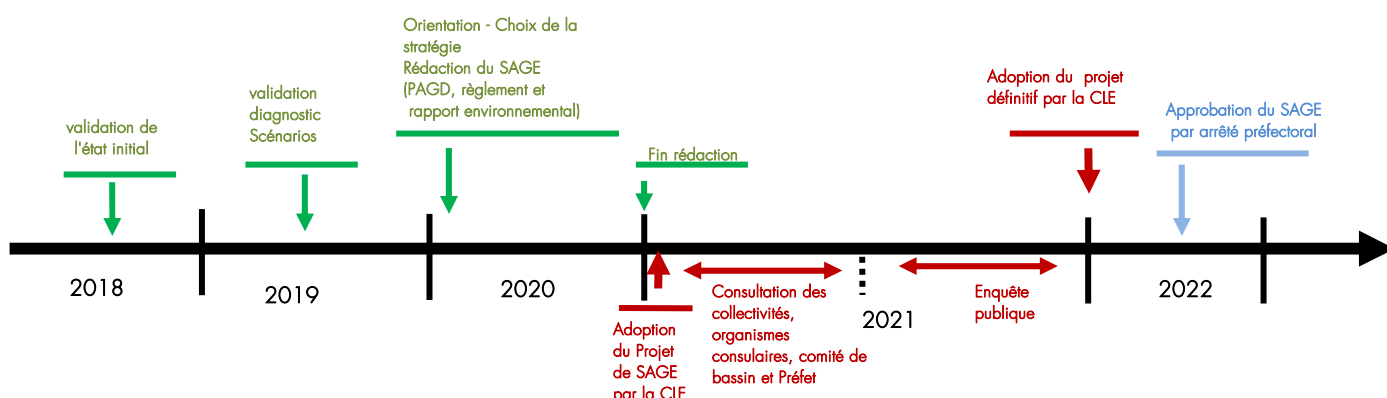 validation de
l'état initial
validation
diagnostic
Scénarios
Orientation - Choix de la
stratégie
Rédaction du SAGE
(PAGD, règlement et
rapport environnemental)
Fin rédaction
Adoption du projet
définitif par la CLE
Approbation du SAGE
par arrêté préfectoral
2018
2019
2020
2021
2022
Adoption
du Projet
de SAGE
par la CLE
Consultation des
collectivités,
organismes
consulaires, comité de
bassin et Préfet
Enquête
publique